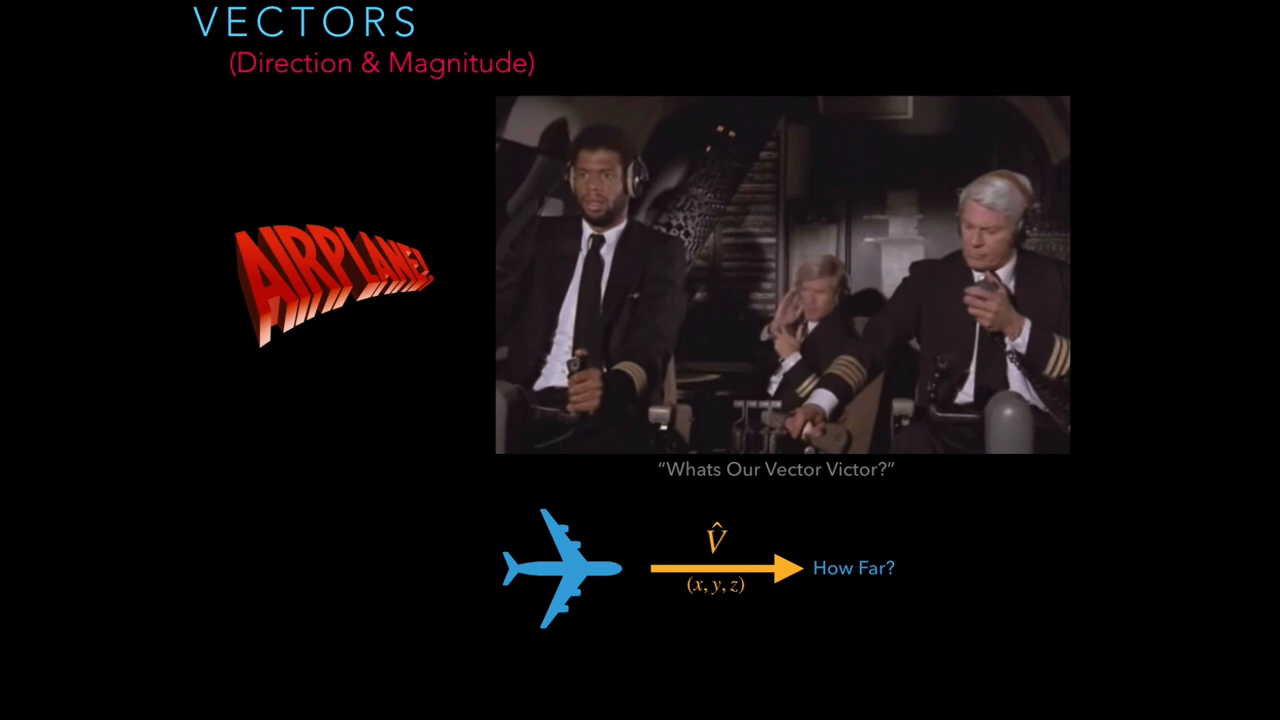 VECTORS
(Direction & Magnitude)
AIRPLANE!
“Whats Our Vector Victor?”
V̂
(x, y, z)
How Far?